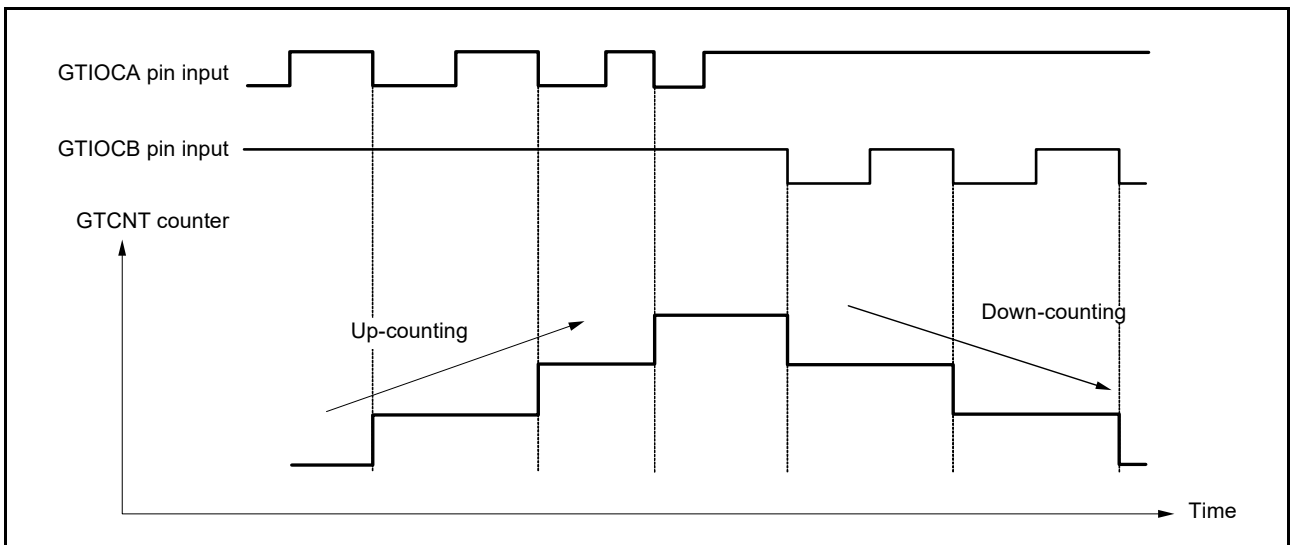 GTIOCA pin input
GTIOCB pin input
GTCNT counter
Up-counting
Down-counting
Time